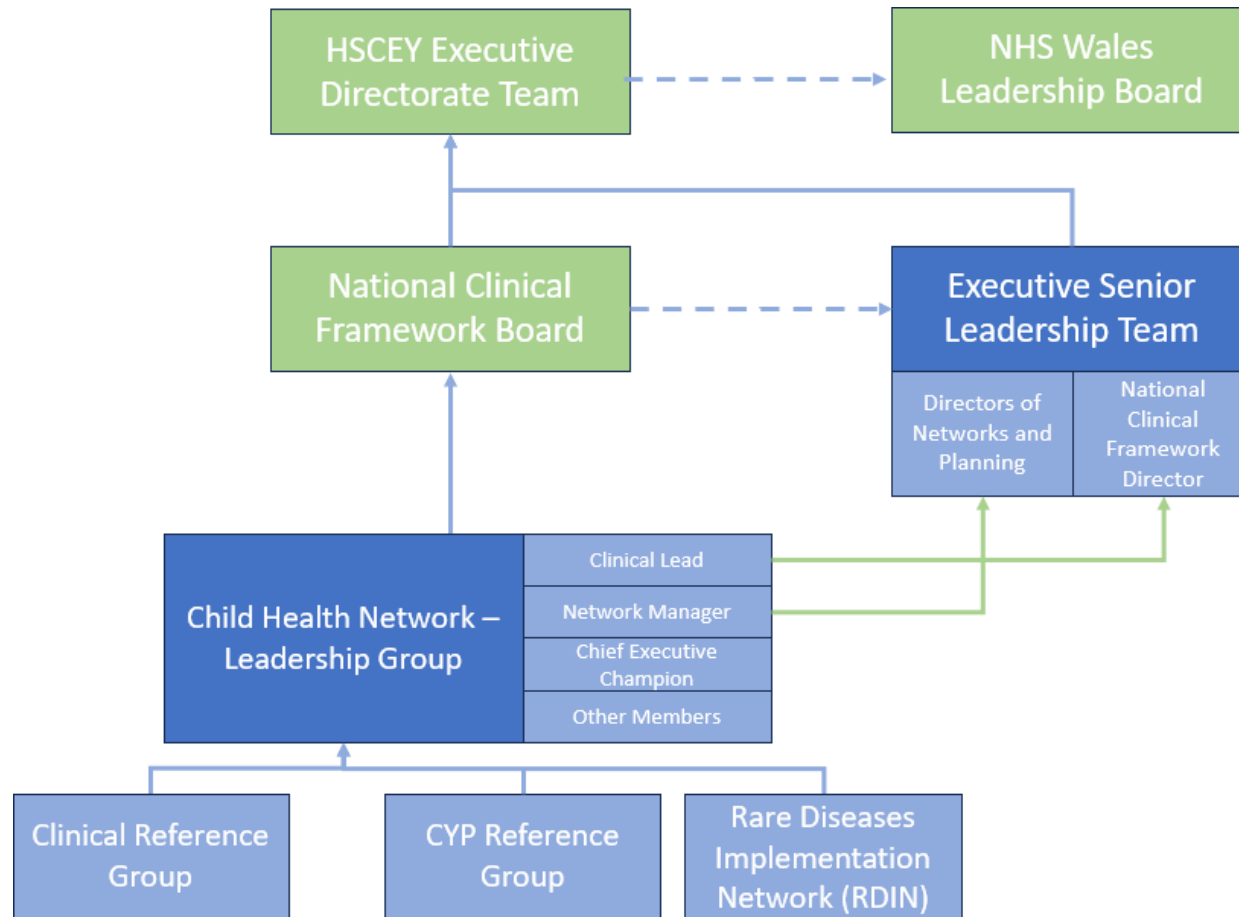 HSCEY Executive
Directorate Team
NHS Wales
Leadership Board
National Clinical
Framework Board
Executive Senior
Leadership Team
Directors of
Networks and
Planning
National
Clinical
Framework
Director
Child Health Network –
Leadership Group
Clinical Lead
Network Manager
Chief Executive
Champion
Other Members
Clinical Reference
Group
CYP Reference
Group
Rare Diseases
Implementation
Network (RDIN)